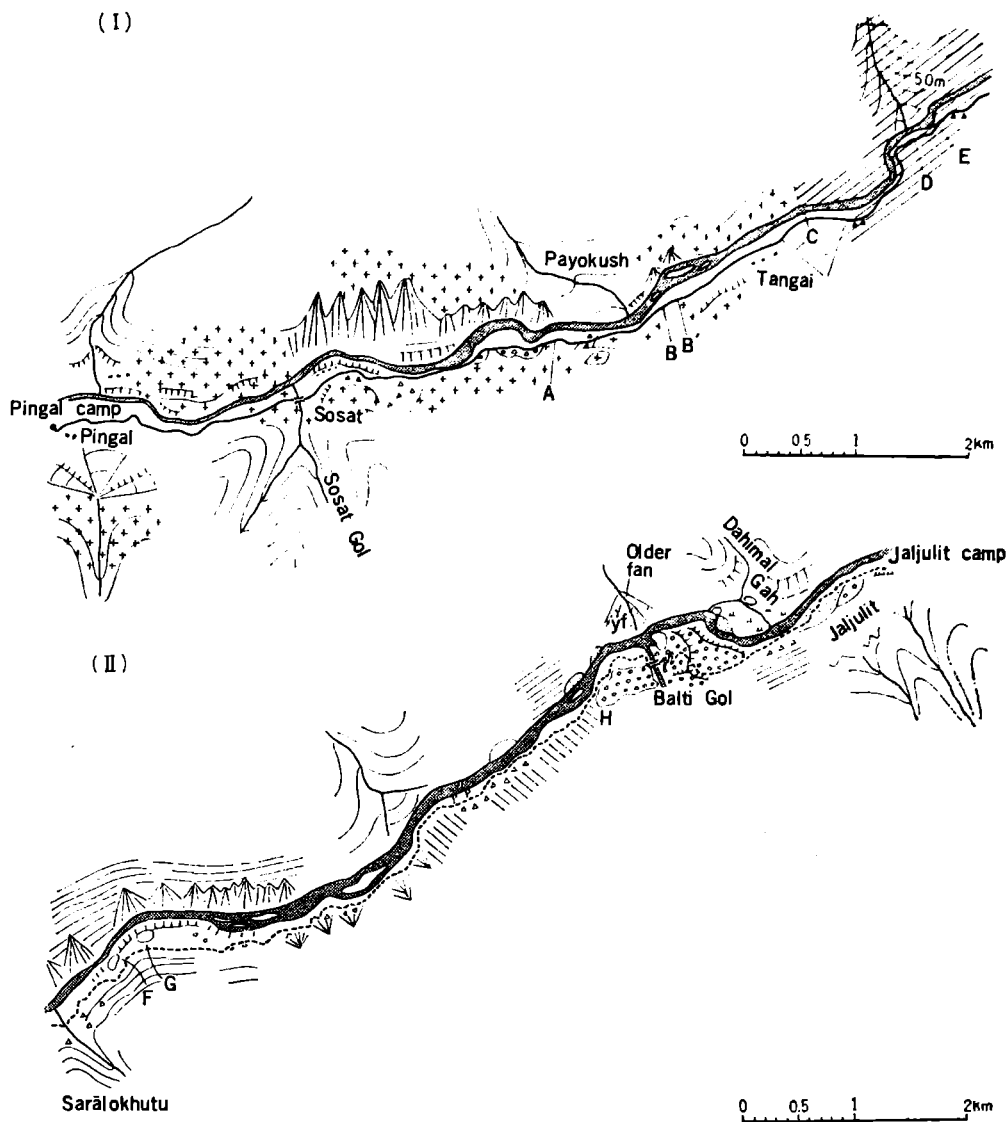 (I)
50m
E
D
C
Payokush
Tangai
B B'
A
Pingal camp
Pingal
Sosat
Sosat Gol
0 0.5 1 2km
Dahimal Gah
Older fan
yf
Jaljulit camp
Jaljulit
(II)
Balti Gol
H
G
F
Sarālokhutu
0 0.5 1 2km